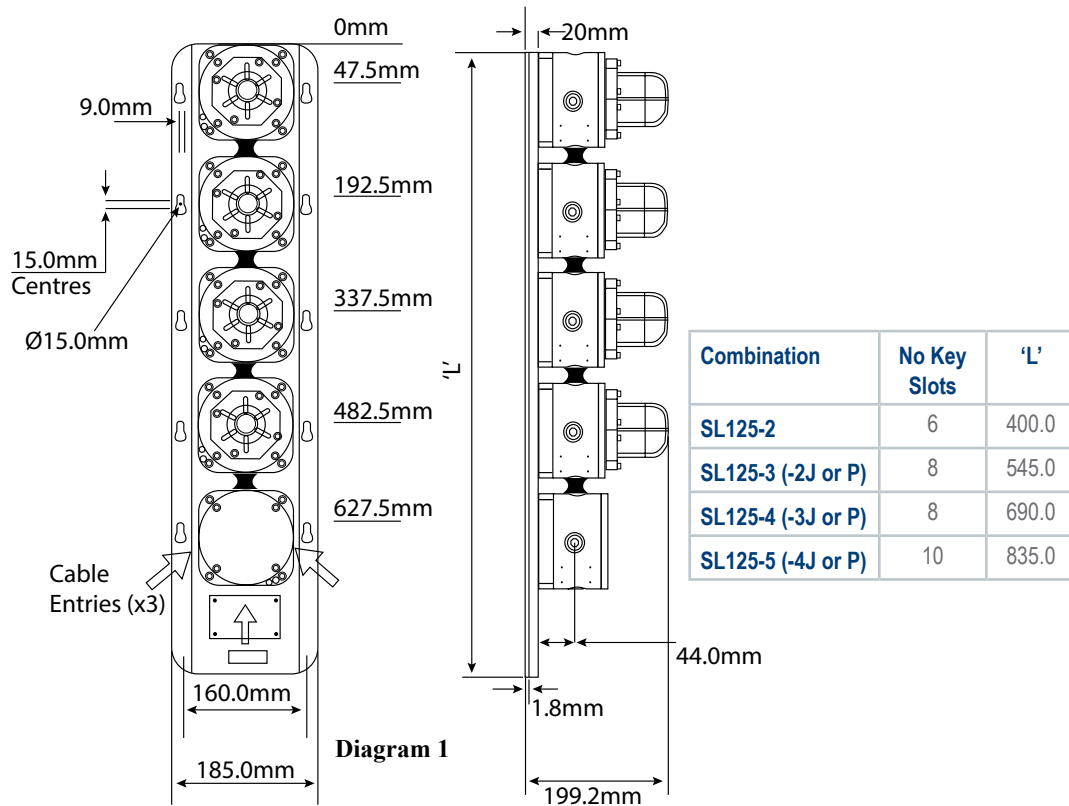 0mm
20mm
47.5mm
9.0mm
192.5mm
15.0mm
Centres
337.5mm
Ø15.0mm
'L'
482.5mm
627.5mm
Cable
Entries (x3)
44.0mm
160.0mm
1.8mm
Diagram 1
185.0mm
199.2mm
Combination No Key 'L'
Slots
SL125-2 6 400.0
SL125-3 (-2J or P) 8 545.0
SL125-4 (-3J or P) 8 690.0
SL125-5 (-4J or P) 10 835.0